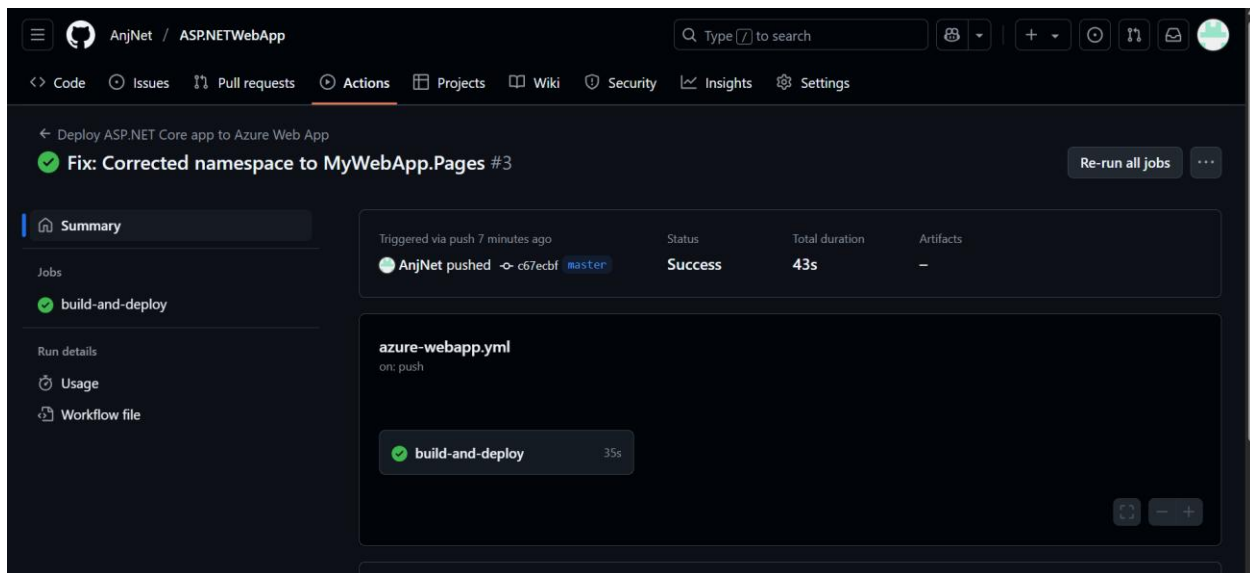 AnjNet / ASP.NETWebApp
Type / to search
Code Issues Pull requests Actions Projects Wiki Security Insights Settings
Deploy ASP.NET Core app to Azure Web App
Fix: Corrected namespace to MyWebApp.Pages #3
Re-run all jobs
Summary
Jobs
build-and-deploy
Run details
Usage
Workflow file
Triggered via push 7 minutes ago
AnjNet pushed c67ecbf master
Status
Success
Total duration
43s
Artifacts
–
azure-webapp.yml
on: push
build-and-deploy 35s